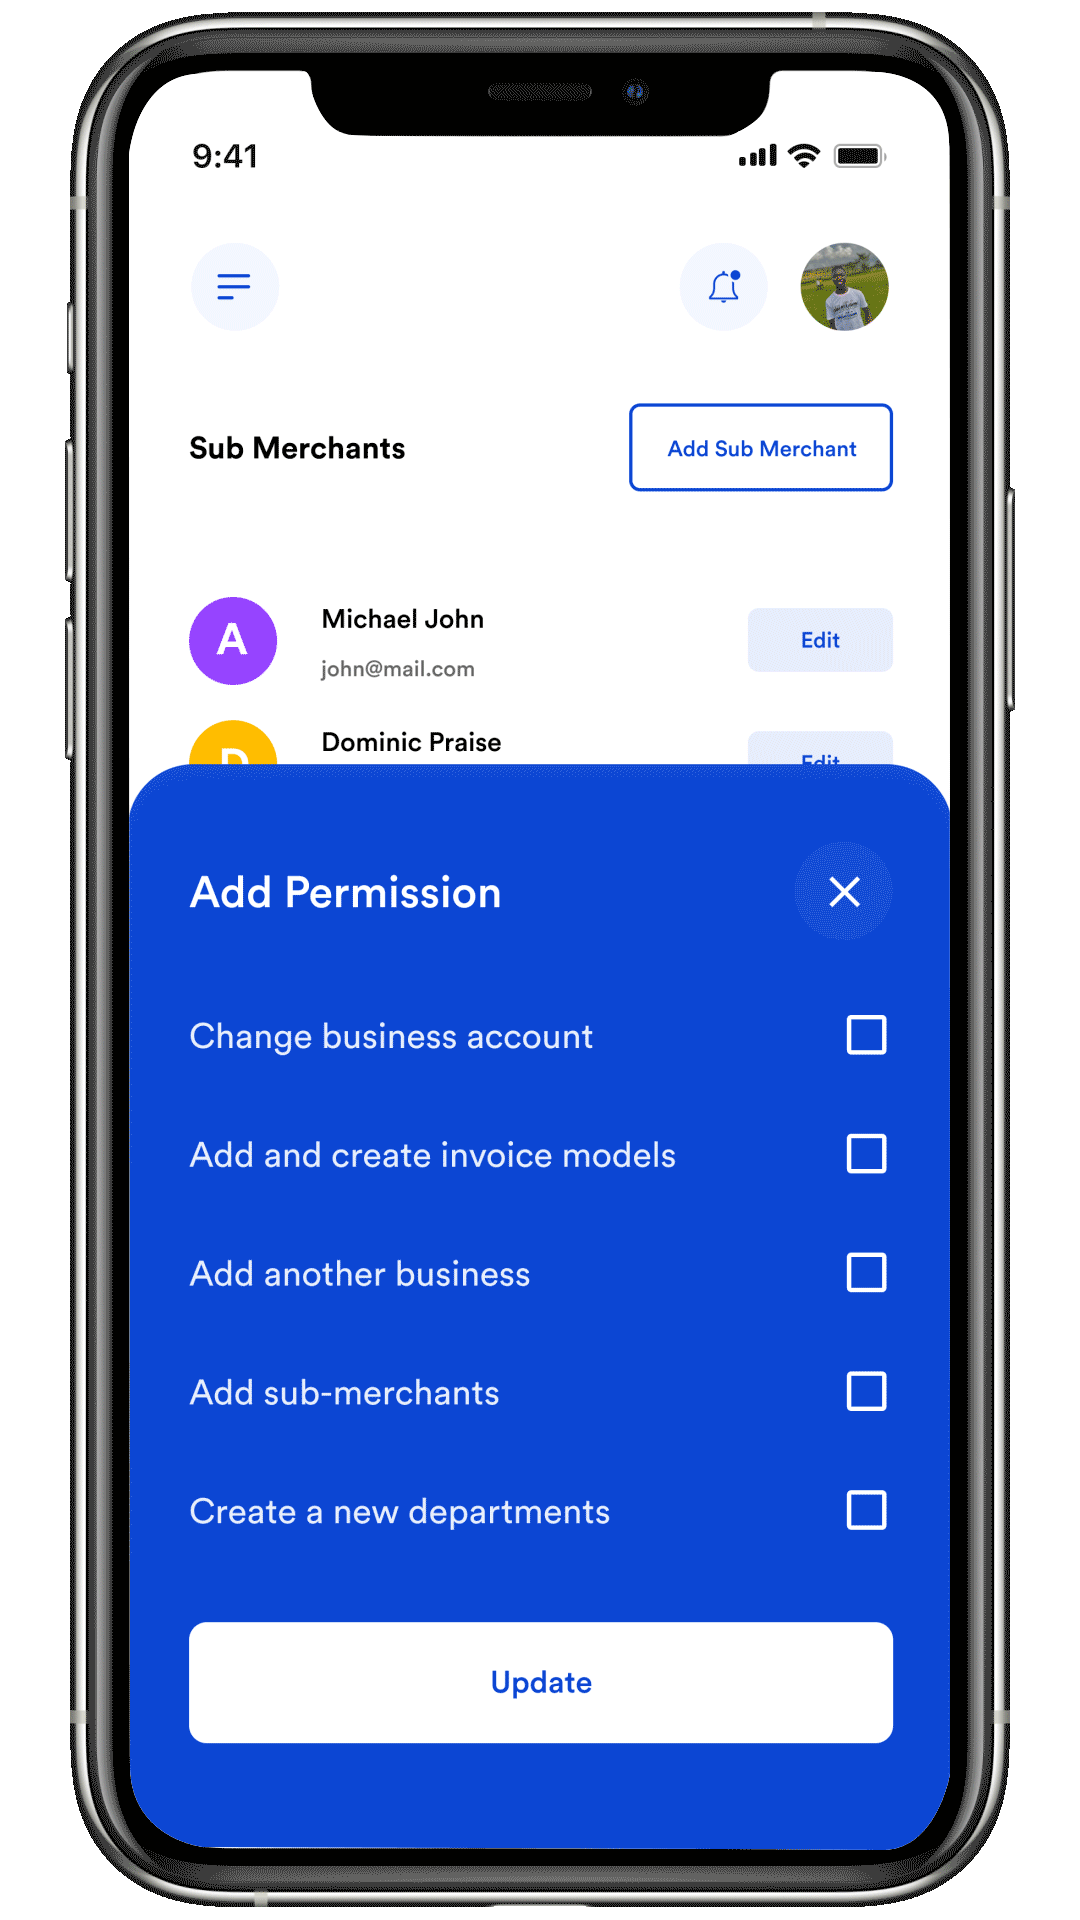 9:41
Sub Merchants
Add Sub Merchant
A
Michael John
john@mail.com
Edit
D
Dominic Praise
Edit
Add Permission
Change business account
Add and create invoice models
Add another business
Add sub-merchants
Create a new departments
Update